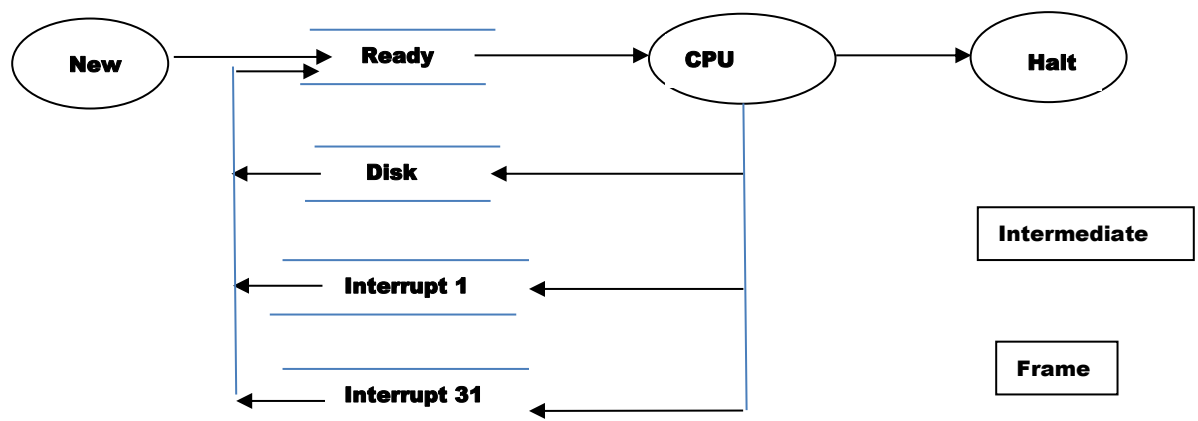 New
Ready
CPU
Halt
Disk
Intermediate
Interrupt 1
Frame
Interrupt 31